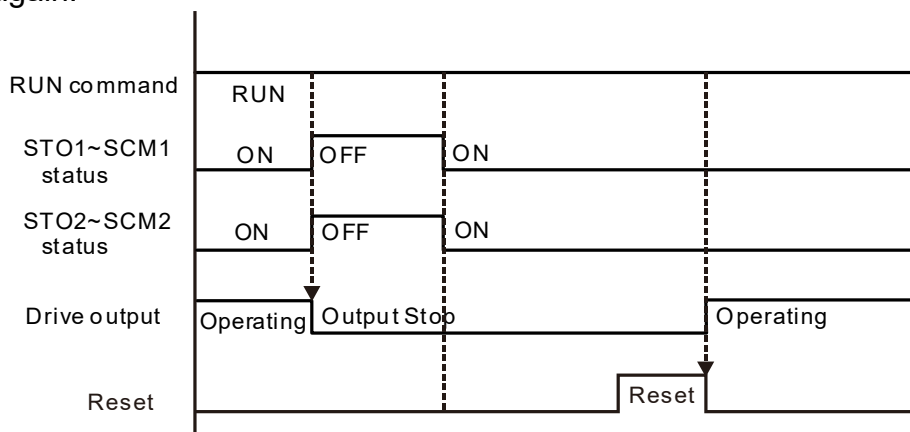 RUN command
RUN
STO1~SCM1
status
ON
OFF
ON
STO2~SCM2
status
ON
OFF
ON
Drive output
Operating
Output Stop
Operating
Reset
Reset